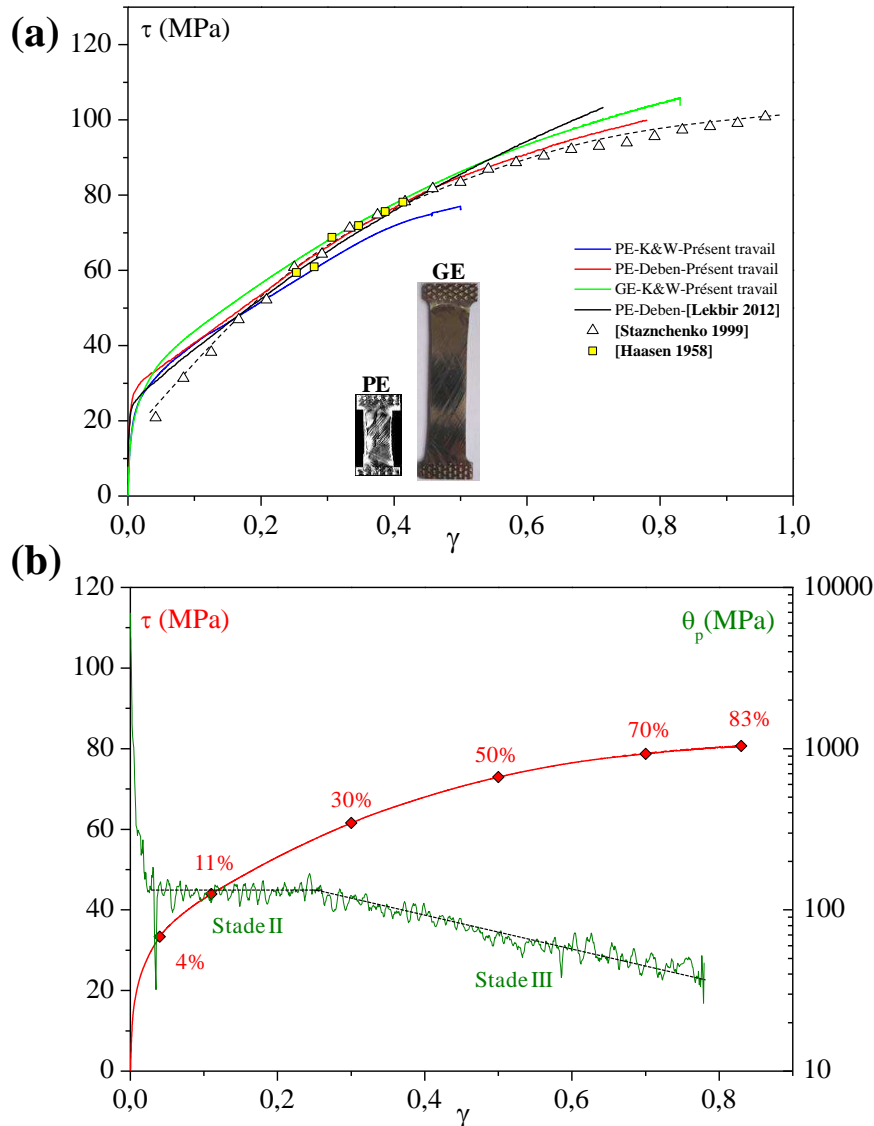 (a)
τ (MPa)
120
100
80
60
40
20
0
0,0 0,2 0,4 0,6 0,8 1,0
γ
PE-K&W-Présent travail
PE-Deben-Présent travail
GE-K&W-Présent travail
PE-Deben-[Lekbir 2012]
[Staznchenko 1999]
[Haasen 1958]
GE
PE
(b)
τ (MPa)
θp(MPa)
120
100
80
60
40
20
0
10000
1000
100
10
4%
11%
30%
50%
70%
83%
Stade II
Stade III
0,0 0,2 0,4 0,6 0,8
γ